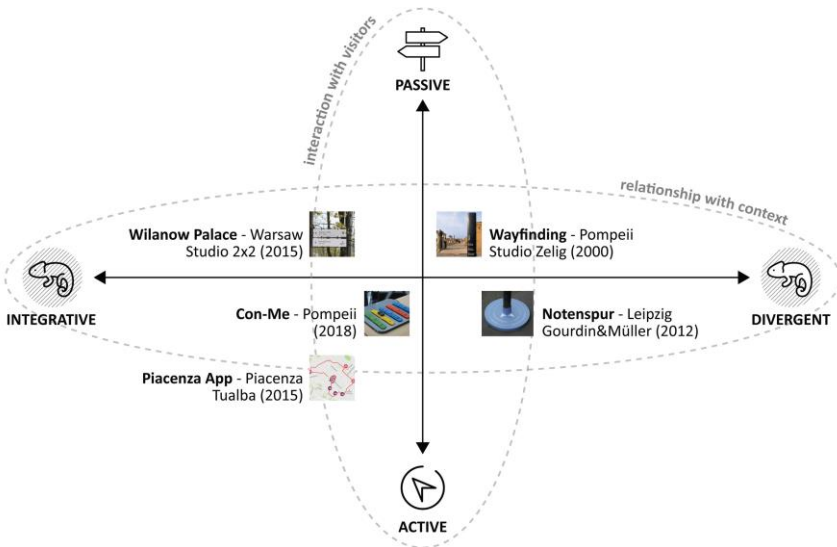 PASSIVE
interaction with visitors
relationship with context
Wilanow Palace - Warsaw
Studio 2x2 (2015)
Wayfinding - Pompeii
Studio Zelig (2000)
INTEGRATIVE
DIVERGENT
Con-Me - Pompeii
(2018)
Notenspur - Leipzig
Gourdin&Müller (2012)
Piacenza App - Piacenza
Tualba (2015)
ACTIVE